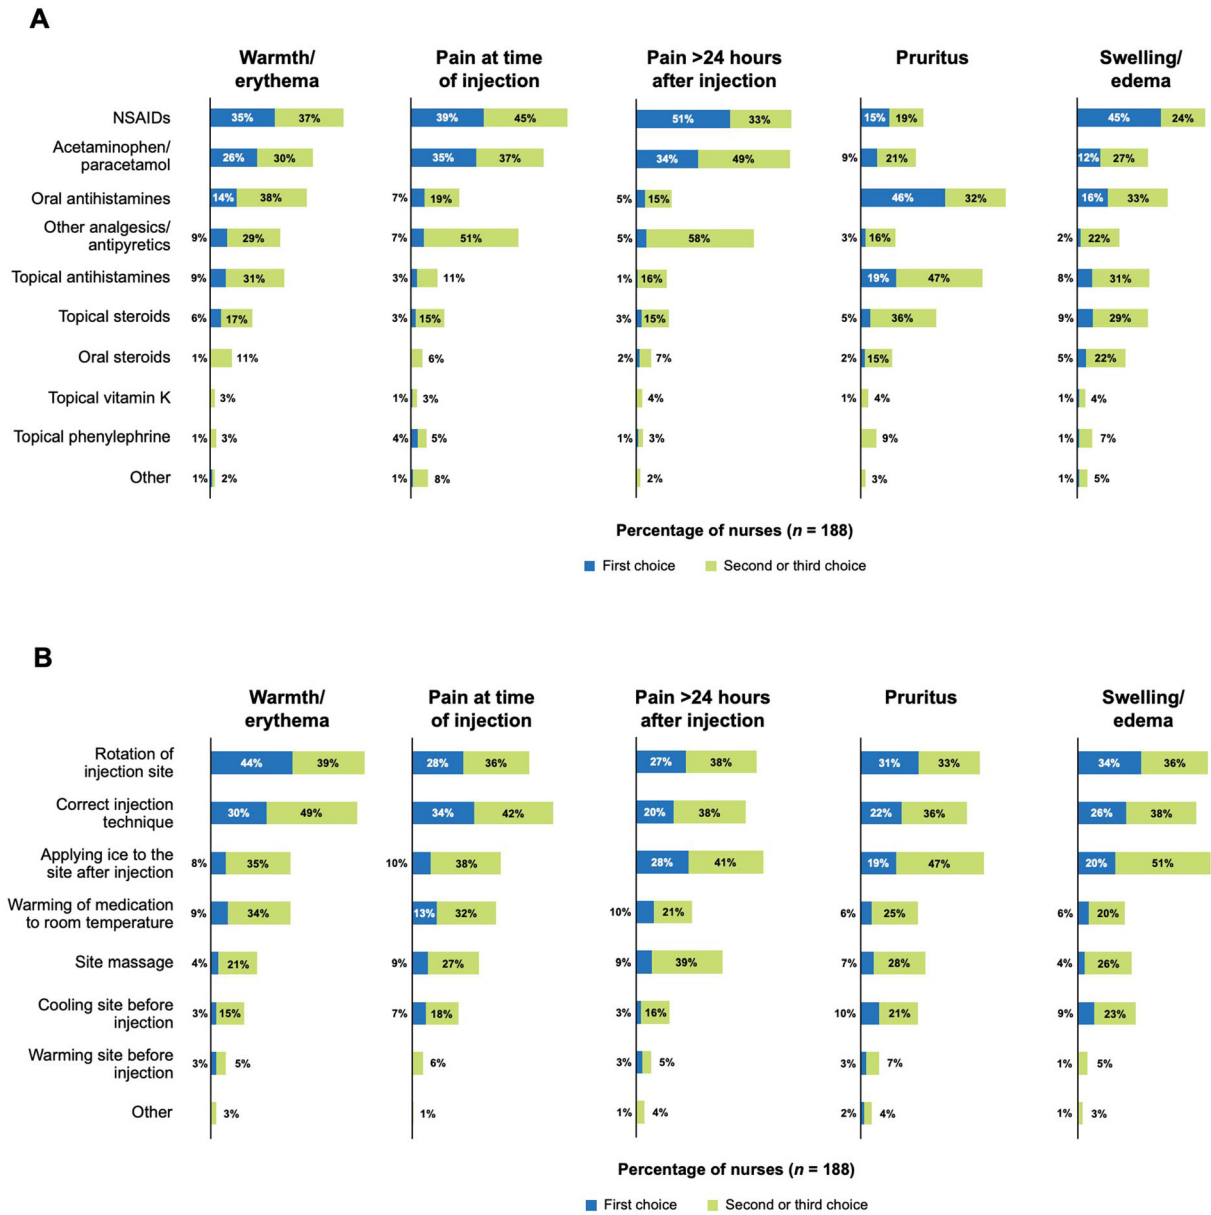 A
Warmth/ Pain at time Pain >24 hours Pruritus Swelling/
erythema of injection after injection edema
NSAIDs 35% 37% 39% 45% 51% 33% 15% 19% 45% 24%
Acetaminophen/
paracetamol 26% 30% 35% 37% 34% 49% 9% 21% 12% 27%
Oral antihistamines 14% 38% 7% 19% 5% 15% 46% 32% 16% 33%
Other analgesics/
antipyretics 9% 29% 7% 51% 5% 58% 3% 16% 2% 22%
Topical antihistamines 9% 31% 3% 11% 1% 16% 19% 47% 8% 31%
Topical steroids 6% 17% 3% 15% 3% 15% 5% 36% 9% 29%
Oral steroids 1% 11% 6% 2% 7% 2% 15% 5% 22%
Topical vitamin K 3% 1% 3% 4% 1% 4% 1% 4%
Topical phenylephrine 1% 3% 4% 5% 1% 3% 9% 1% 7%
Other 1% 2% 1% 8% 2% 3% 1% 5%
Percentage of nurses (n = 188)
First choice Second or third choice
B
Warmth/ Pain at time Pain >24 hours Pruritus Swelling/
erythema of injection after injection edema
Rotation of
injection site 44% 39% 28% 36% 27% 38% 31% 33% 34% 36%
Correct injection
technique 30% 49% 34% 42% 20% 38% 22% 36% 26% 38%
Applying ice to the
site after injection 8% 35% 10% 38% 28% 41% 19% 47% 20% 51%
Warming of medication
to room temperature 9% 34% 13% 32% 10% 21% 6% 25% 6% 20%
Site massage 4% 21% 9% 27% 9% 39% 7% 28% 4% 26%
Cooling site before
injection 3% 15% 7% 18% 3% 16% 10% 21% 9% 23%
Warming site before
injection 3% 5% 6% 3% 5% 3% 7% 1% 5%
Other 3% 1% 1% 4% 2% 4% 1% 3%
Percentage of nurses (n = 188)
First choice Second or third choice